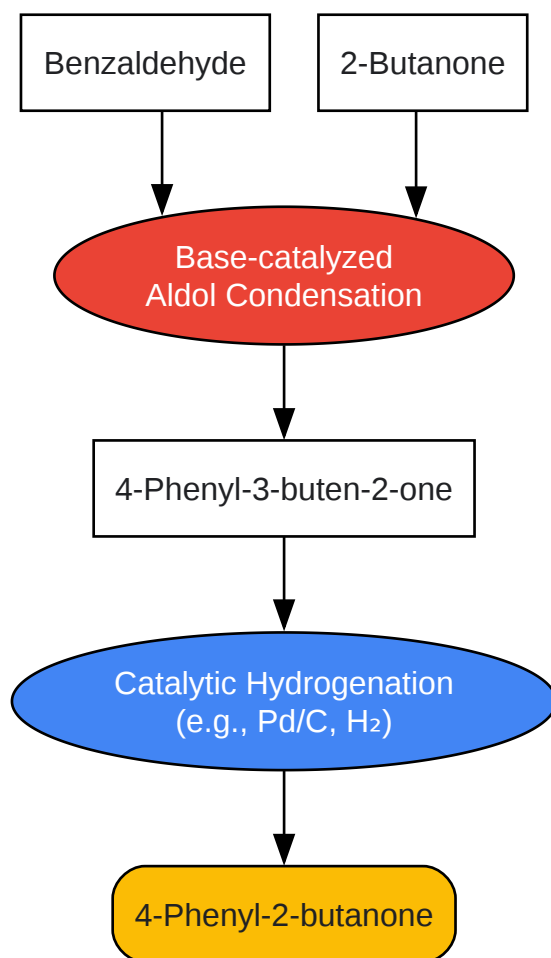 Benzaldehyde
2-Butanone
Base-catalyzed
Aldol Condensation
4-Phenyl-3-buten-2-one
Catalytic Hydrogenation
(e.g., Pd/C, H₂)
4-Phenyl-2-butanone